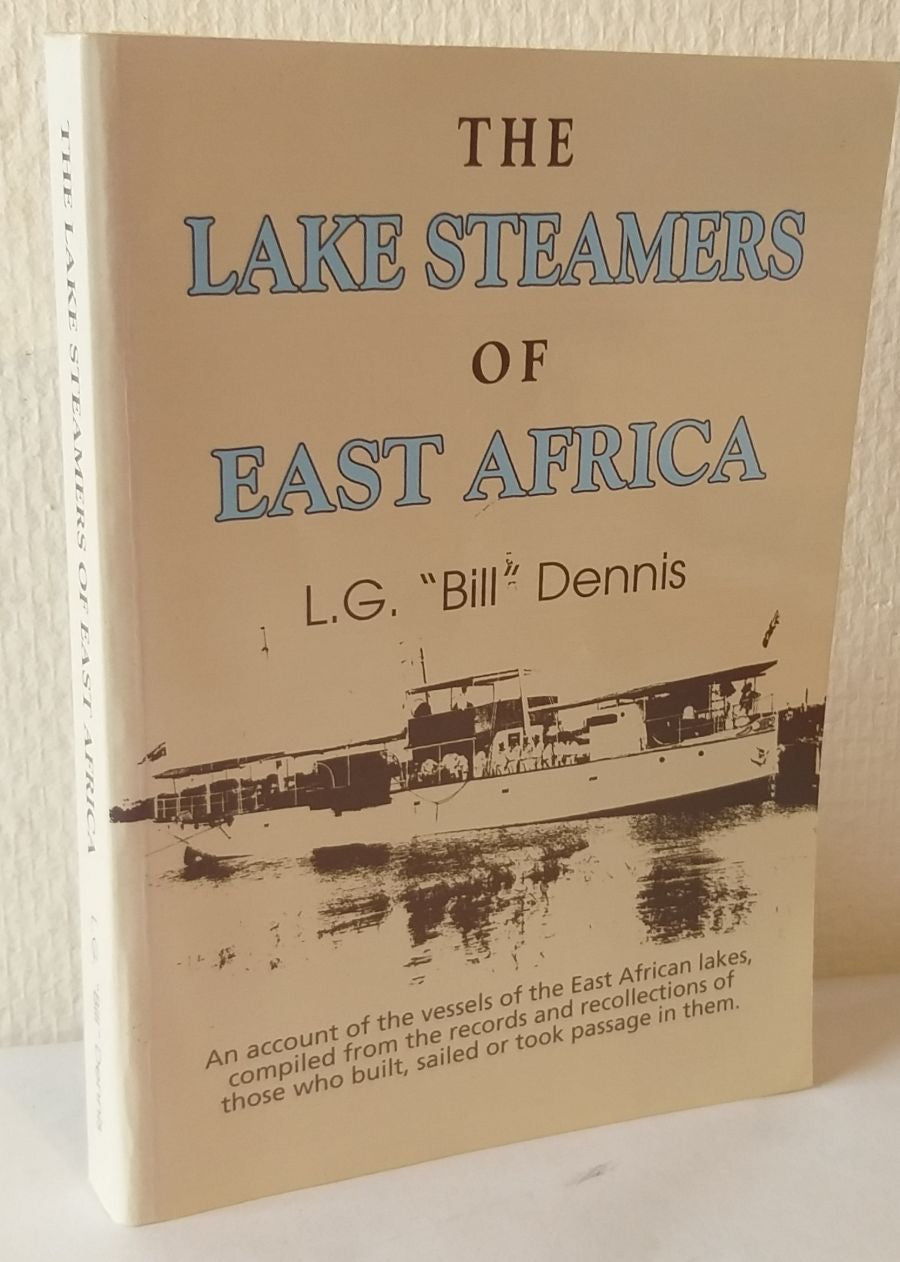 THE
LAKE STEAMERS
OF
EAST AFRICA
L.G. "Bill" Dennis
An account of the vessels of the East African lakes,
compiled from the records and recollections of
those who built, sailed or took passage in them.
THE LAKE STEAMERS OF EAST AFRICA L. G. "Bill" Dennis